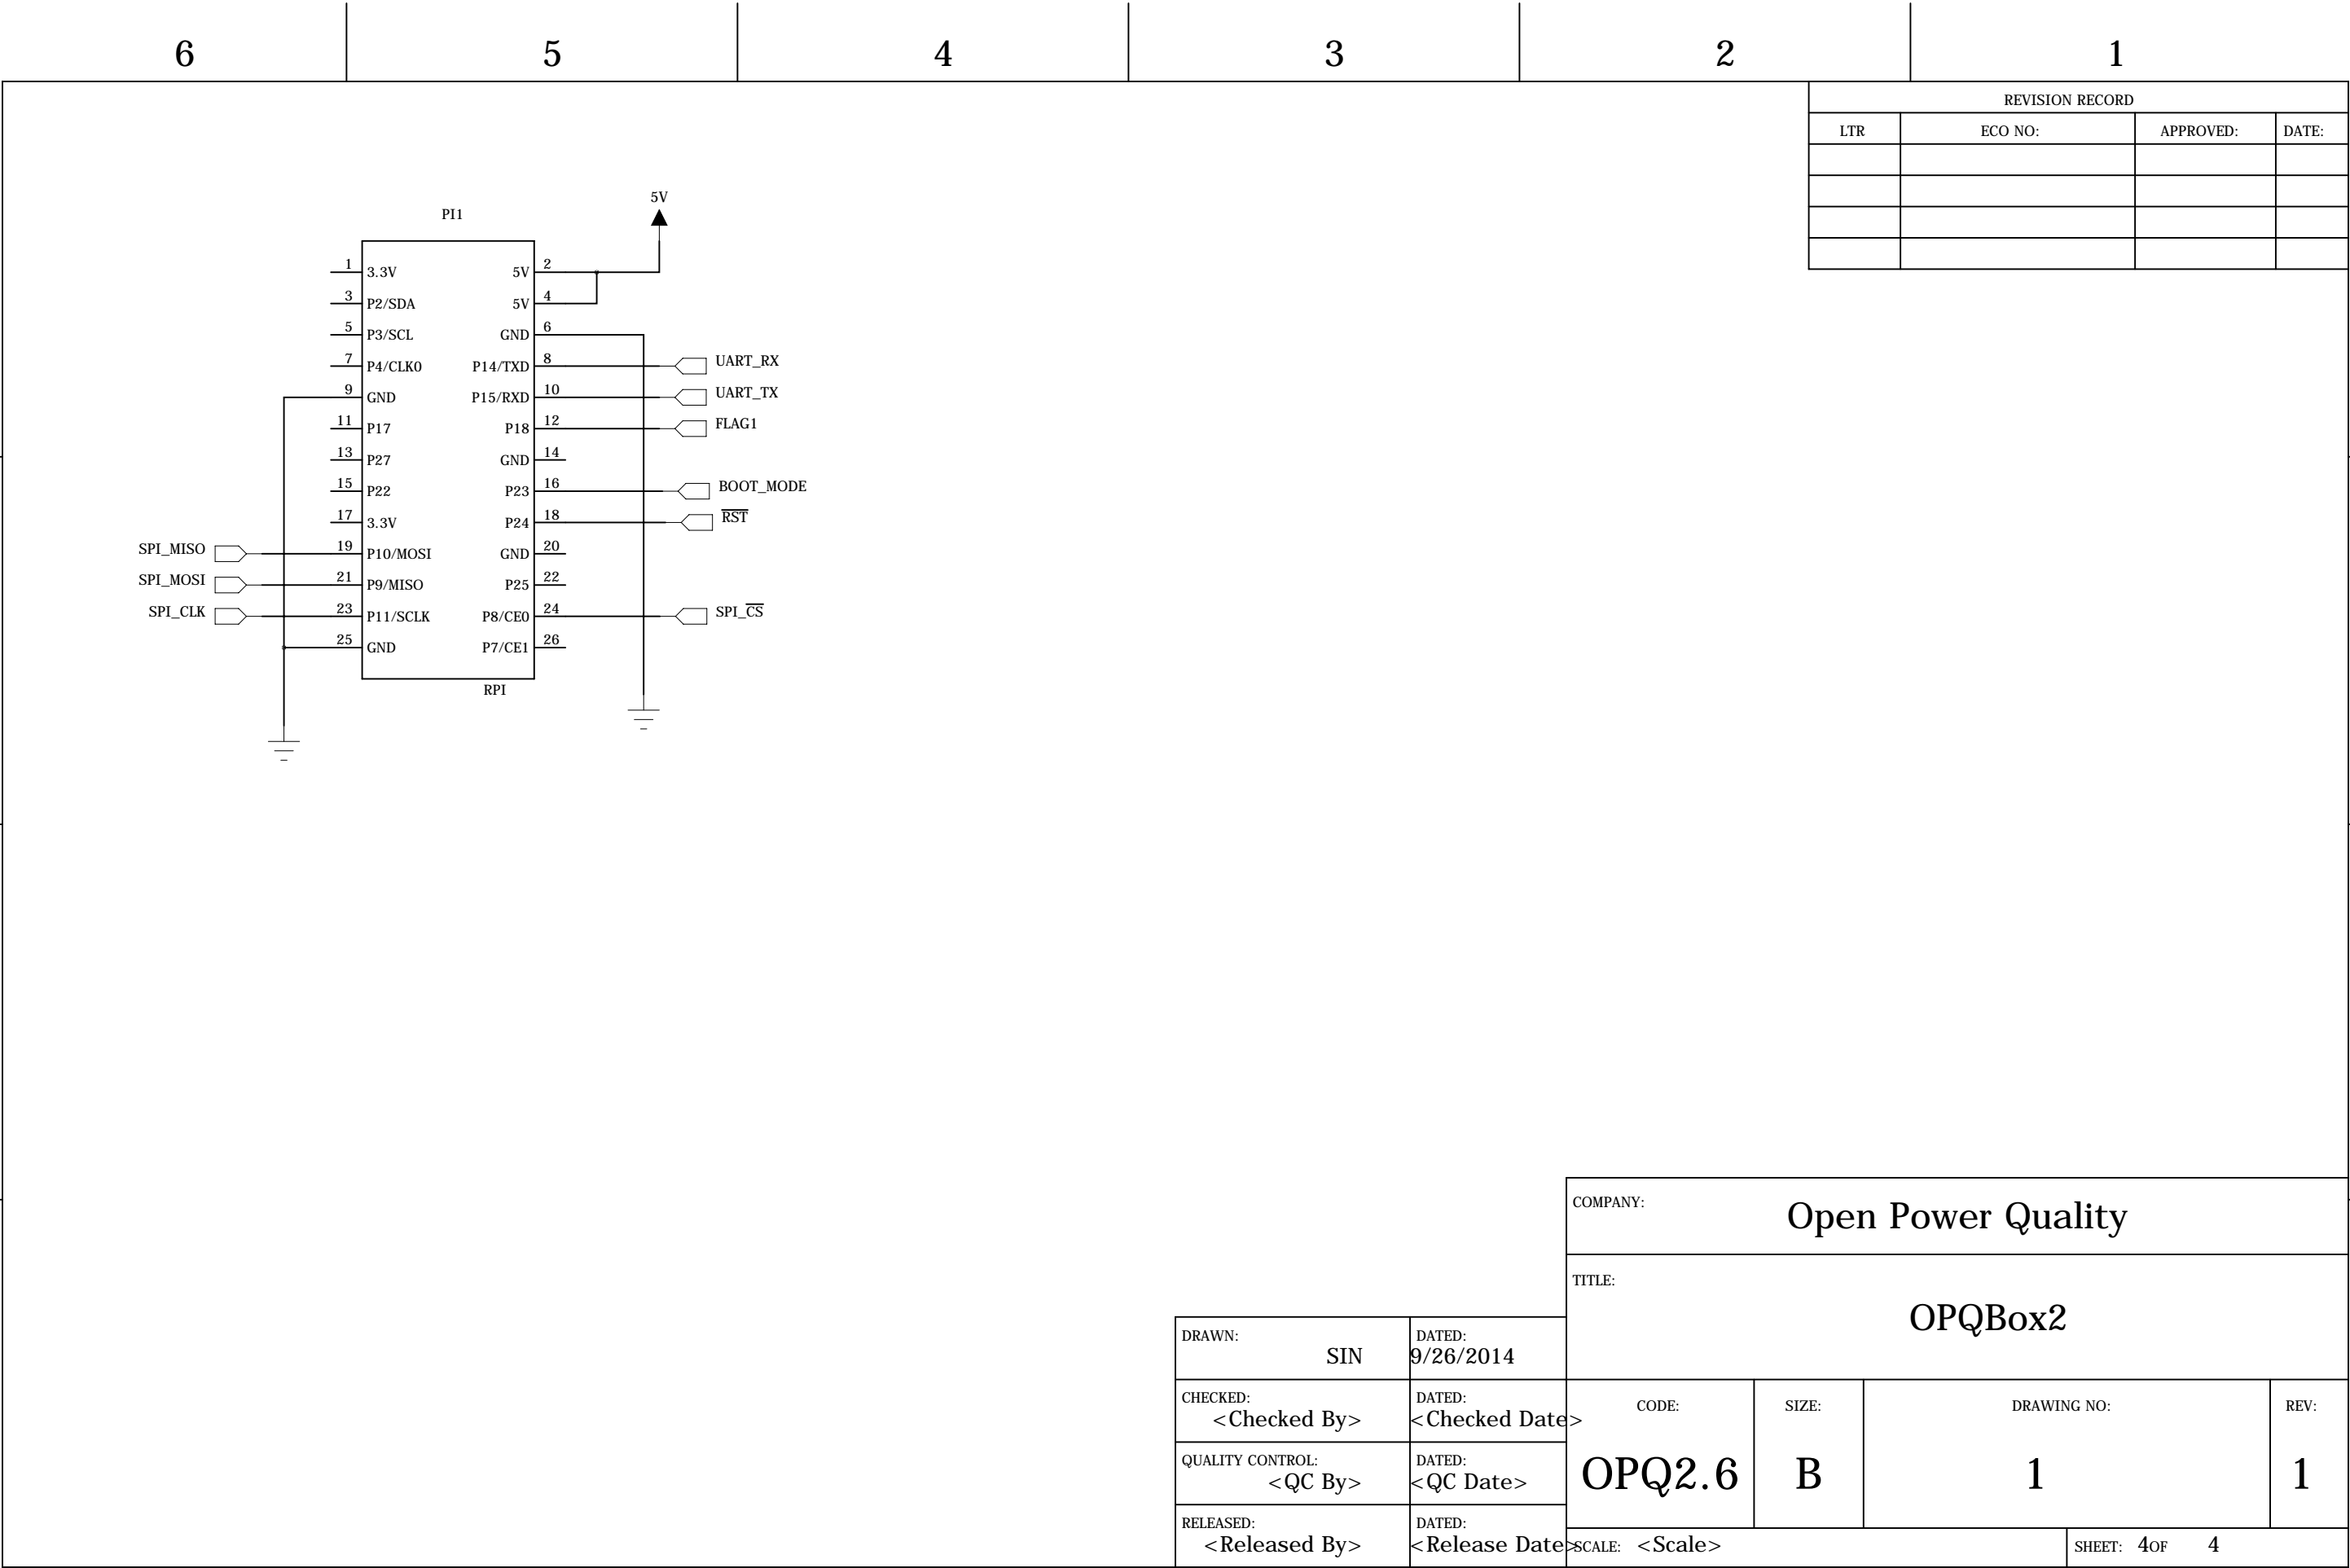 6 5 4 3 2 1
REVISION RECORD
LTR ECO NO: APPROVED: DATE:
5V
PI1
1 3.3V 5V 2
3 P2/SDA 5V 4
5 P3/SCL GND 6
7 P4/CLK0 P14/TXD 8 UART_RX
9 GND P15/RXD 10 UART_TX
11 P17 P18 12 FLAG1
13 P27 GND 14
15 P22 P23 16 BOOT_MODE
17 3.3V P24 18 RST
SPI_MISO 19 P10/MOSI GND 20
SPI_MOSI 21 P9/MISO P25 22
SPI_CLK 23 P11/SCLK P8/CE0 24 SPI_CS
25 GND P7/CE1 26
RPI
COMPANY: Open Power Quality
TITLE:
OPQBox2
DRAWN: DATED:
SIN 9/26/2014
CHECKED: DATED:
<Checked By> <Checked Date>
QUALITY CONTROL: DATED:
<QC By> <QC Date>
RELEASED: DATED:
<Released By> <Release Date>
CODE: SIZE: DRAWING NO: REV:
OPQ2.6 B 1 1
SCALE: <Scale> SHEET: 4 OF 4